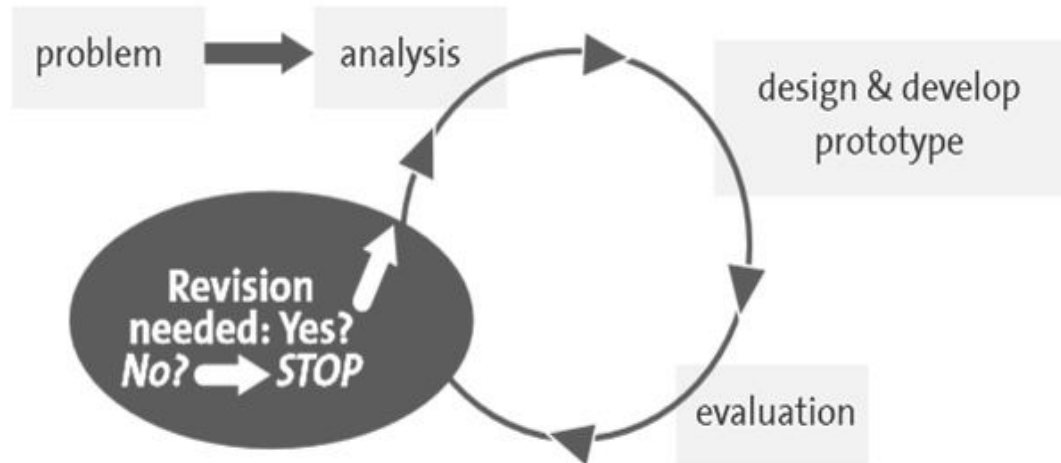 problem
analysis
design & develop
prototype
evaluation
Revision
needed: Yes?
No?
STOP